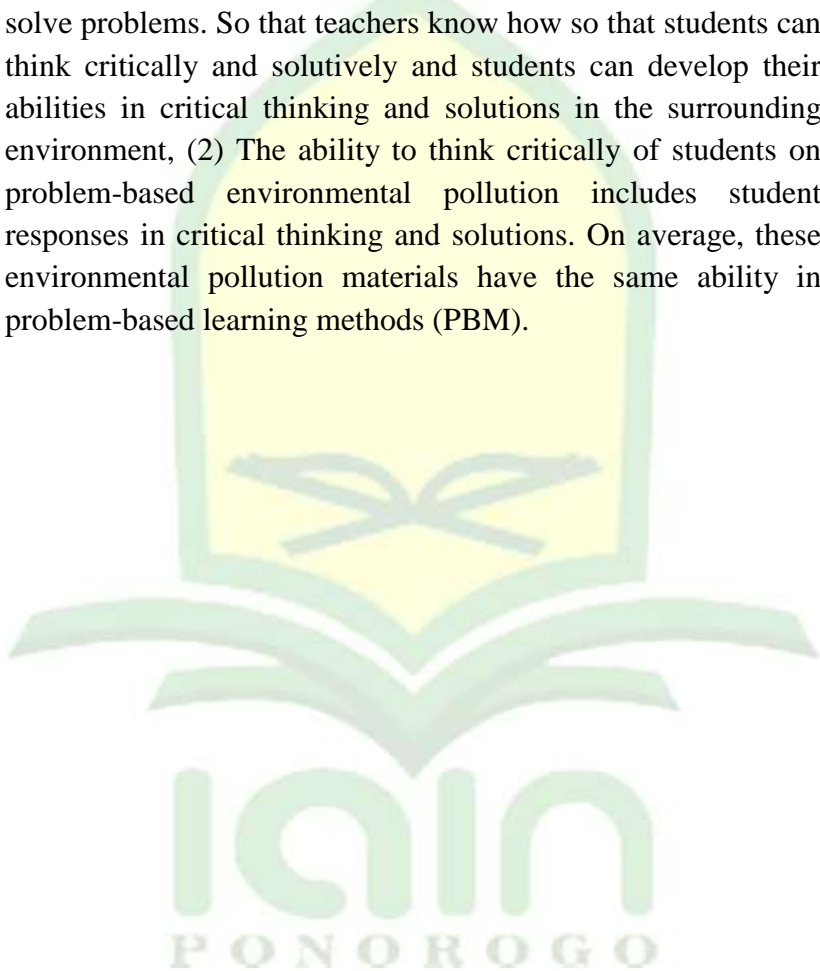 solve problems. So that teachers know how so that students can
think critically and solutively and students can develop their
abilities in critical thinking and solutions in the surrounding
environment, (2) The ability to think critically of students on
problem-based environmental pollution includes student
responses in critical thinking and solutions. On average, these
environmental pollution materials have the same ability in
problem-based learning methods (PBM).
IAIN
PONOROGO